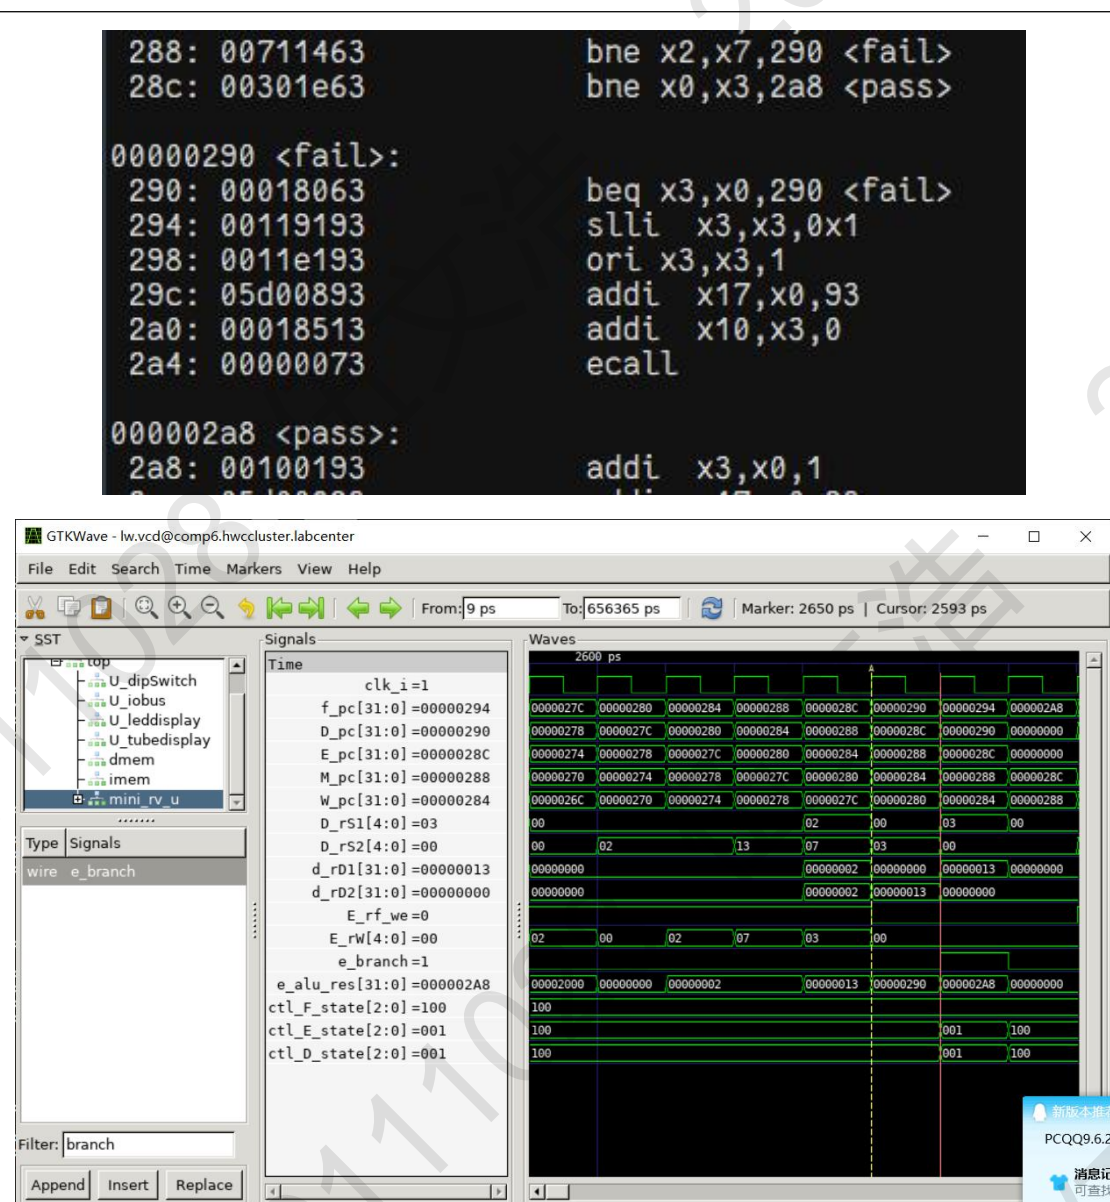 288: 00711463 bne x2,x7,290 <fail>
28c: 00301e63 bne x0,x3,2a8 <pass>
00000290 <fail>:
290: 00018063 beq x3,x0,290 <fail>
294: 00119193 slli x3,x3,0x1
298: 0011e193 ori x3,x3,1
29c: 05d00893 addi x17,x0,93
2a0: 00018513 addi x10,x3,0
2a4: 00000073 ecall
000002a8 <pass>:
2a8: 00100193 addi x3,x0,1
GTKWave - lw.vcd@comp6.hwccluster.labcenter
File Edit Search Time Markers View Help
From: 9 ps To: 656365 ps Marker: 2650 ps | Cursor: 2593 ps
SST
top
U_dipSwitch
U_iobus
U_leddisplay
U_tubedisplay
dmem
imem
mini_rv_u
Type Signals
wire e_branch
Filter: branch
Append Insert Replace
Signals
Time
clk_i=1
f_pc[31:0]=00000294
D_pc[31:0]=00000290
E_pc[31:0]=0000028C
M_pc[31:0]=00000288
W_pc[31:0]=00000284
D_rS1[4:0]=03
D_rS2[4:0]=00
d_rD1[31:0]=00000013
d_rD2[31:0]=00000000
E_rf_we=0
E_rW[4:0]=00
e_branch=1
e_alu_res[31:0]=000002A8
ctl_F_state[2:0]=100
ctl_E_state[2:0]=001
ctl_D_state[2:0]=001
Waves
2600 ps
A
0000027C 00000280 00000284 00000288 0000028C 00000290 00000294 000002A8
00000278 0000027C 00000280 00000284 00000288 0000028C 00000290 00000000
00000274 00000278 0000027C 00000280 00000284 00000288 0000028C 00000000
00000270 00000274 00000278 0000027C 00000280 00000284 00000288 0000028C
0000026C 00000270 00000274 00000278 0000027C 00000280 00000284 00000288
00 02 00 03 00
00 02 13 07 03 00
00000000 00000002 00000000 00000013 00000000
00000000 00000002 00000013 00000000
02 00 02 07 03 00
00002000 00000000 00000002 00000013 00000290 000002A8 00000000
100
100 001 100
100 001 100
新版本推
PCQQ9.6.2
消息记
可查找